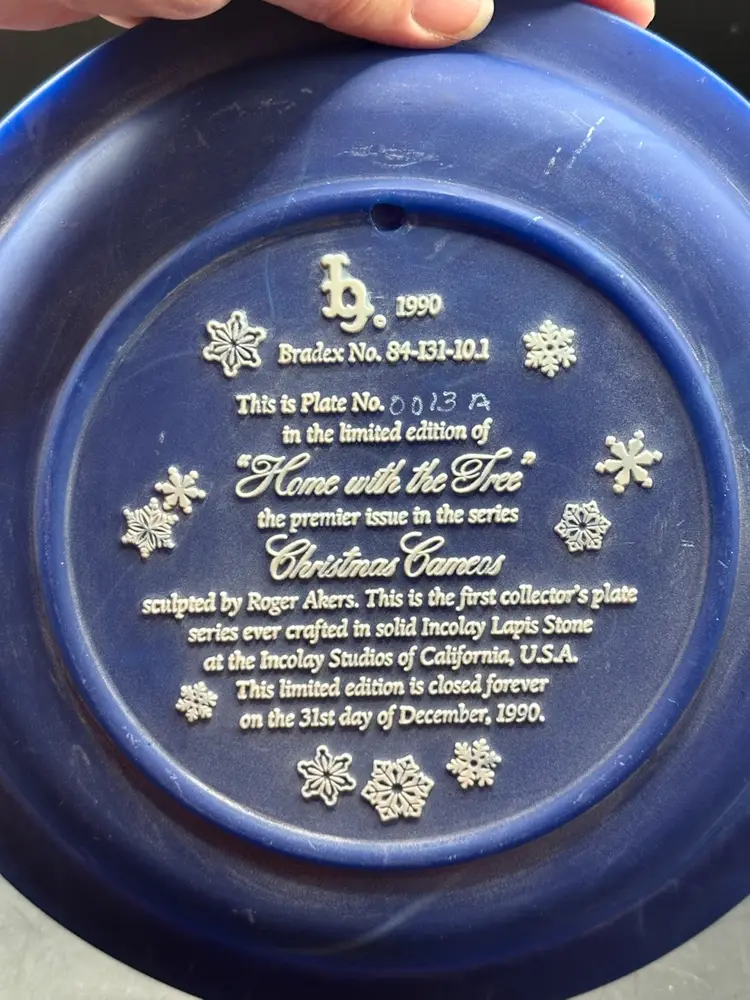 1990
Bradex No. 84-131-10.1
This is Plate No. 0013 A
in the limited edition of
"Home with the Tree"
the premier issue in the series
Christmas Cameos
sculpted by Roger Akers. This is the first collector's plate
series ever crafted in solid Incolay Lapis Stone
at the Incolay Studios of California, U.S.A.
This limited edition is closed forever
on the 31st day of December, 1990.